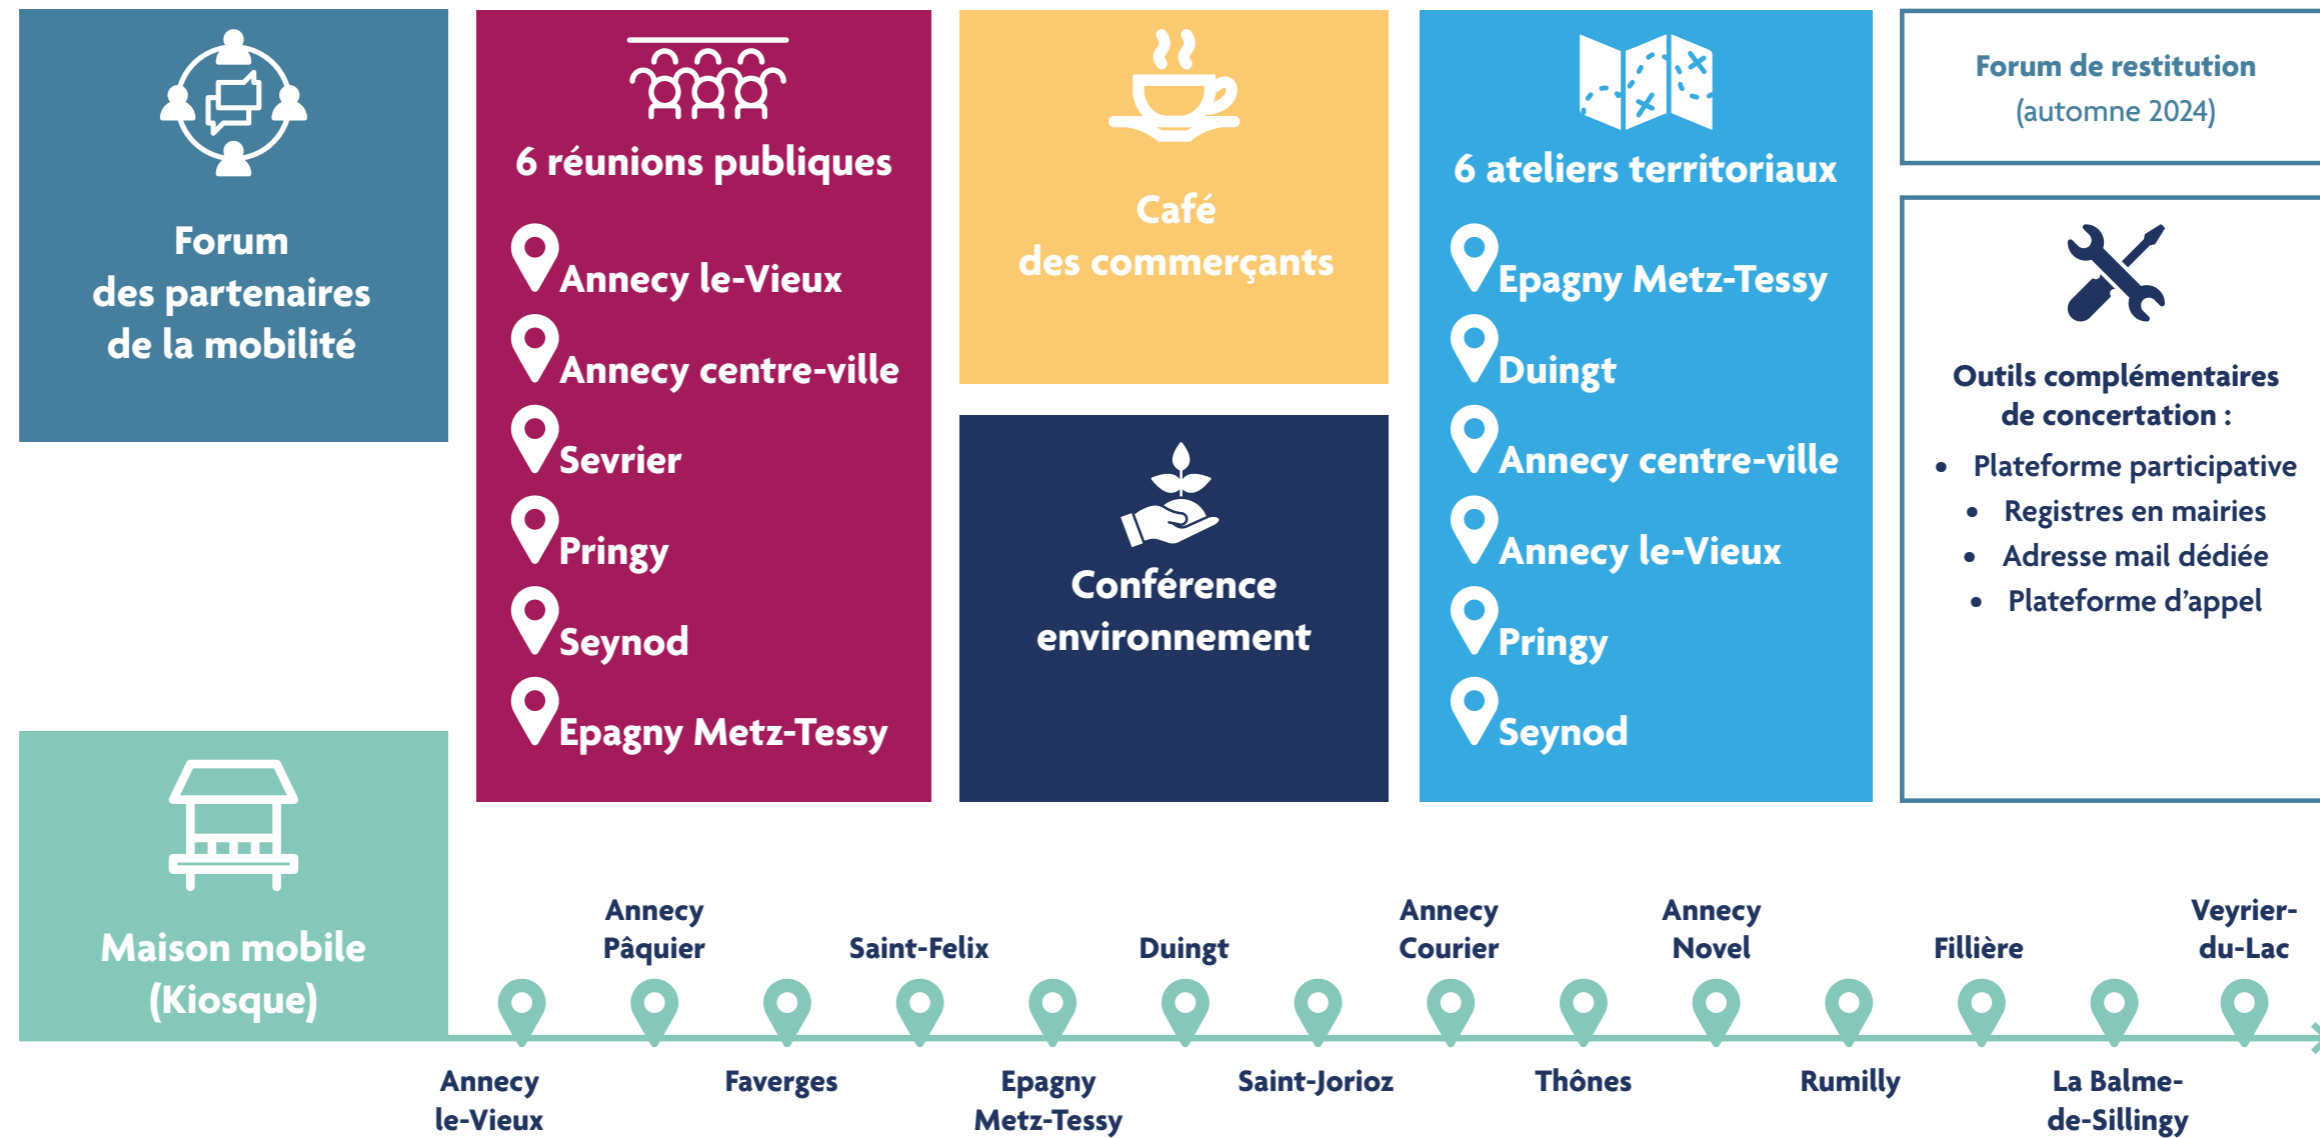 Forum
des partenaires
de la mobilité
6 réunions publiques
Annecy le-Vieux
Annecy centre-ville
Sevrier
Pringy
Seynod
Epagny Metz-Tessy
Café
des commerçants
Conférence
environnement
6 ateliers territoriaux
Epagny Metz-Tessy
Duingt
Annecy centre-ville
Annecy le-Vieux
Pringy
Seynod
Forum de restitution
(automne 2024)
Outils complémentaires
de concertation :
• Plateforme participative
• Registres en mairies
• Adresse mail dédiée
• Plateforme d’appel
Maison mobile
(Kiosque)
Annecy
le-Vieux
Annecy
Pâquier
Faverges
Saint-Felix
Epagny
Metz-Tessy
Duingt
Saint-Jorioz
Annecy
Courier
Thônes
Annecy
Novel
Rumilly
Fillière
La Balme-
de-Sillingy
Veyrier-
du-Lac